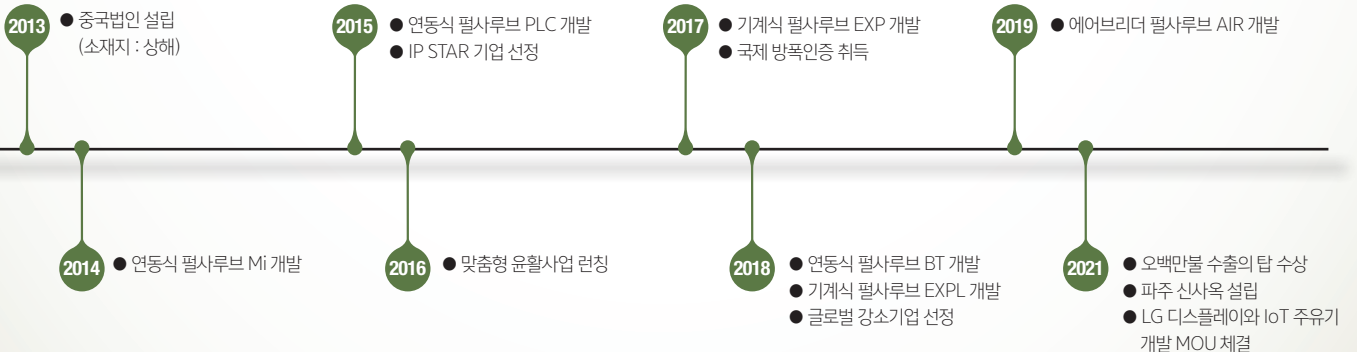 2013
● 중국법인 설립
(소재지 : 상해)
2014
● 연동식 펄사루브 Mi 개발
2015
● 연동식 펄사루브 PLC 개발
● IP STAR 기업 선정
2016
● 맞춤형 윤활사업 런칭
2017
● 기계식 펄사루브 EXP 개발
● 국제 방폭인증 취득
2018
● 연동식 펄사루브 BT 개발
● 기계식 펄사루브 EXPL 개발
● 글로벌 강소기업 선정
2019
● 에어브리더 펄사루브 AIR 개발
2021
● 오백만불 수출의 탑 수상
● 파주 신사옥 설립
● LG 디스플레이와 IoT 주유기
개발 MOU 체결